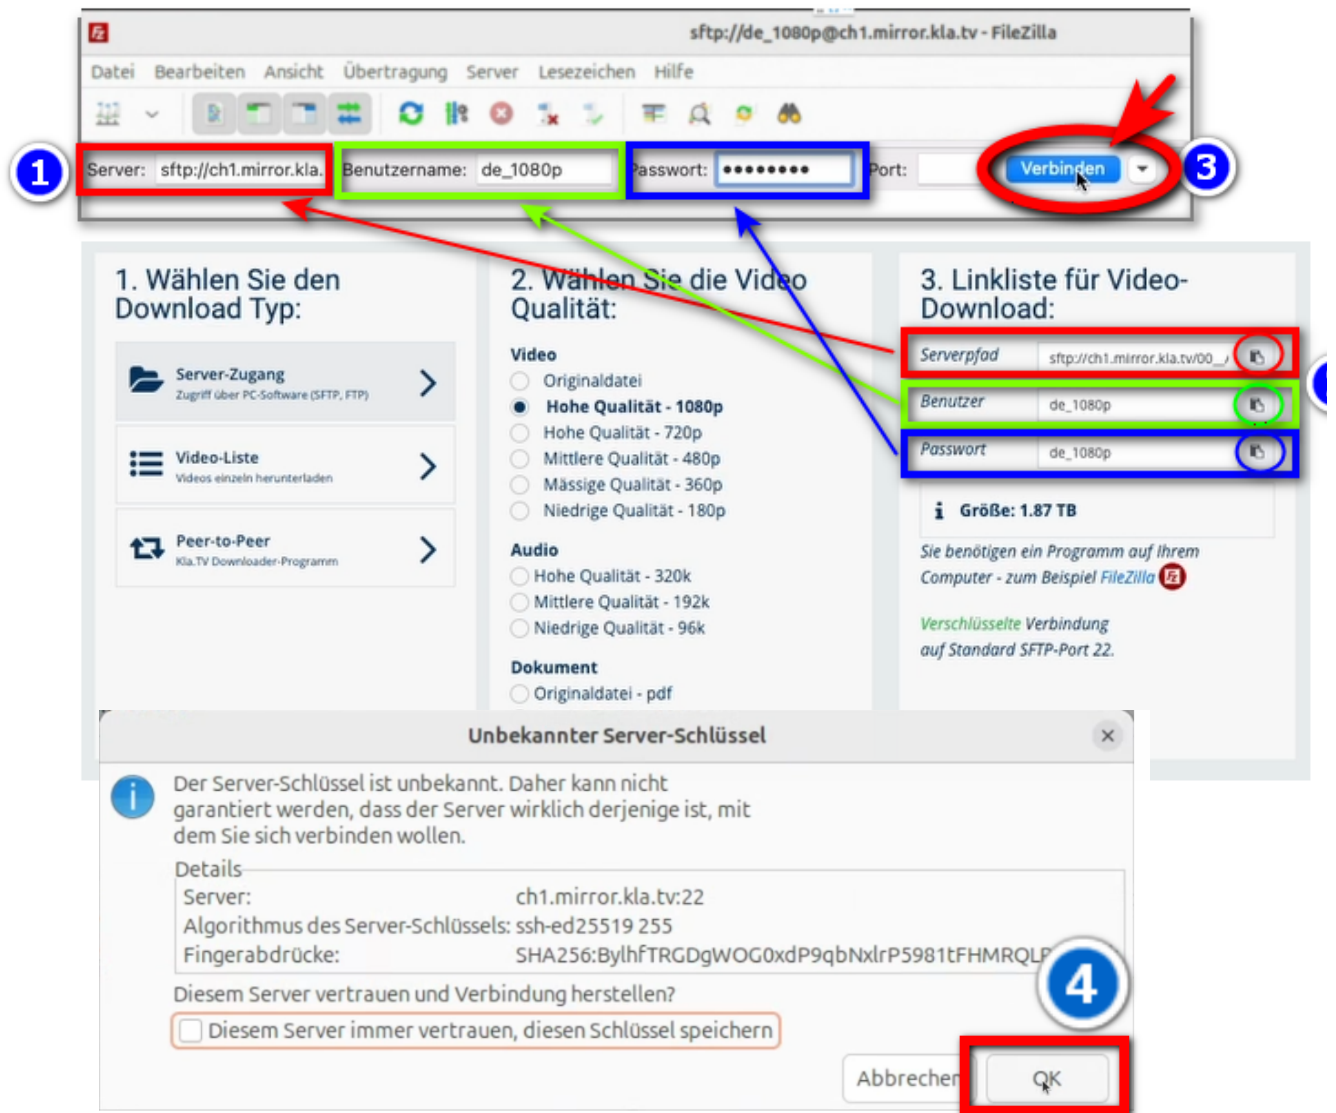 sftp://de_1080p@ch1.mirror.kla.tv - FileZilla
Datei Bearbeiten Ansicht Übertragung Server Lesezeichen Hilfe
1
Server: sftp://ch1.mirror.kla. Benutzername: de_1080p Passwort: ●●●●●●●● Port: Verbinden
3
1. Wählen Sie den
Download Typ:
Server-Zugang
Zugriff über PC-Software (SFTP, FTP)
Video-Liste
Videos einzeln herunterladen
Peer-to-Peer
Kla.TV Downloader-Programm
2. Wählen Sie die Video
Qualität:
Video
Originaldatei
Hohe Qualität - 1080p
Hohe Qualität - 720p
Mittlere Qualität - 480p
Mässige Qualität - 360p
Niedrige Qualität - 180p
Audio
Hohe Qualität - 320k
Mittlere Qualität - 192k
Niedrige Qualität - 96k
Dokument
Originaldatei - pdf
3. Linkliste für Video-
Download:
Serverpfad sftp://ch1.mirror.kla.tv/00_
Benutzer de_1080p
Passwort de_1080p
i Größe: 1.87 TB
Sie benötigen ein Programm auf Ihrem
Computer - zum Beispiel FileZilla Fz
Verschlüsselte Verbindung
auf Standard SFTP-Port 22.
Unbekannter Server-Schlüssel
Der Server-Schlüssel ist unbekannt. Daher kann nicht
garantiert werden, dass der Server wirklich derjenige ist, mit
dem Sie sich verbinden wollen.
Details
Server: ch1.mirror.kla.tv:22
Algorithmus des Server-Schlüssels: ssh-ed25519 255
Fingerabdrücke: SHA256:BylhfTRGDgWOG0xdP9qbNxlrP5981tFHMRQL
4
Diesem Server vertrauen und Verbindung herstellen?
Diesem Server immer vertrauen, diesen Schlüssel speichern
Abbrechen OK